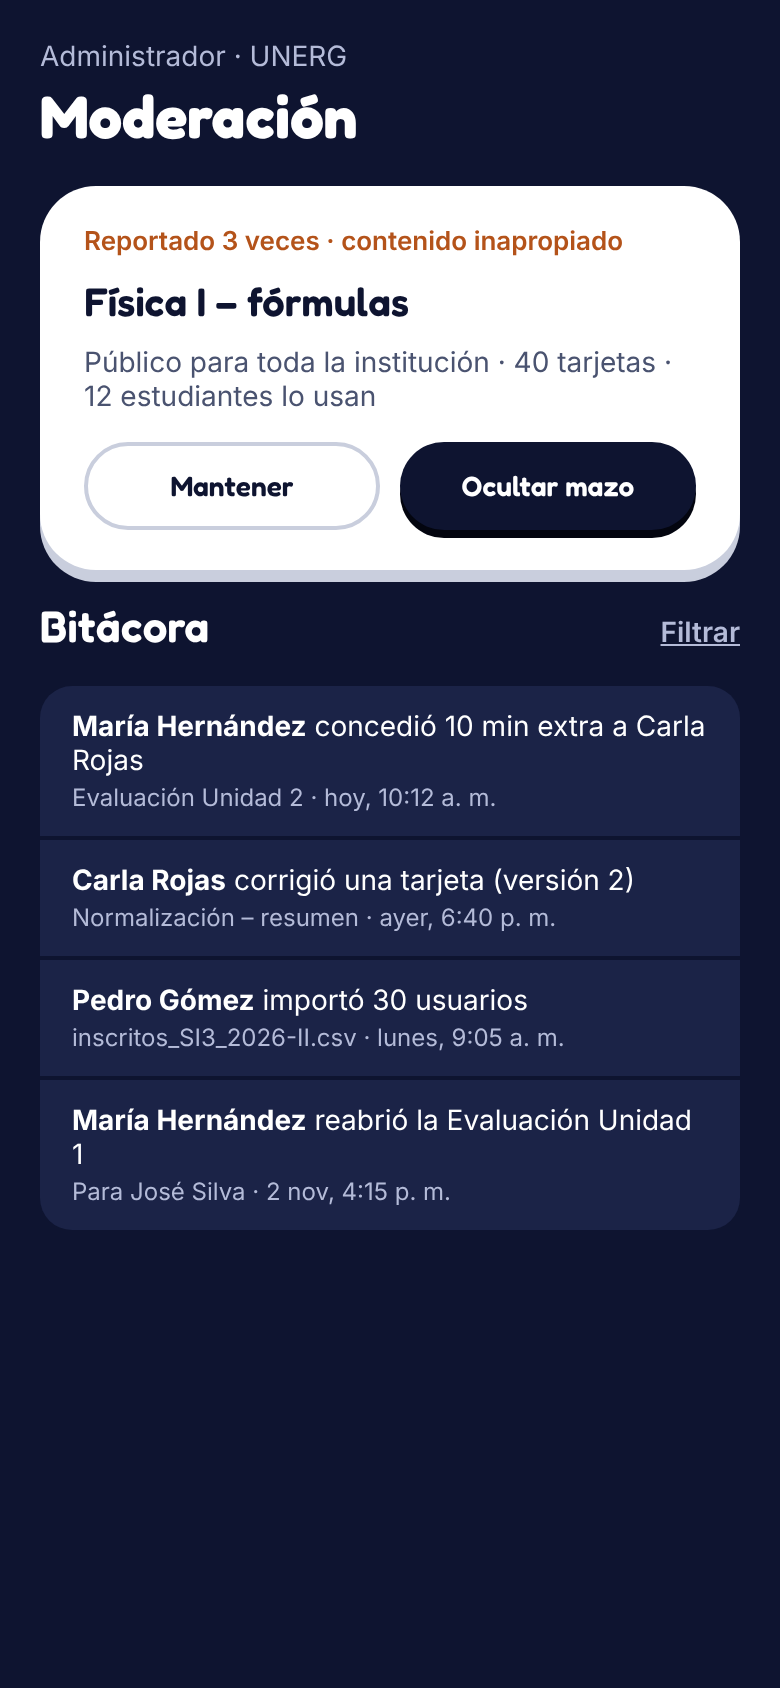 Administrador · UNERG
Moderación
Reportado 3 veces · contenido inapropiado
Física I – fórmulas
Público para toda la institución · 40 tarjetas ·
12 estudiantes lo usan
Mantener
Ocultar mazo
Bitácora
Filtrar
María Hernández concedió 10 min extra a Carla
Rojas
Evaluación Unidad 2 · hoy, 10:12 a. m.
Carla Rojas corrigió una tarjeta (versión 2)
Normalización – resumen · ayer, 6:40 p. m.
Pedro Gómez importó 30 usuarios
inscritos_SI3_2026-II.csv · lunes, 9:05 a. m.
María Hernández reabrió la Evaluación Unidad
1
Para José Silva · 2 nov, 4:15 p. m.